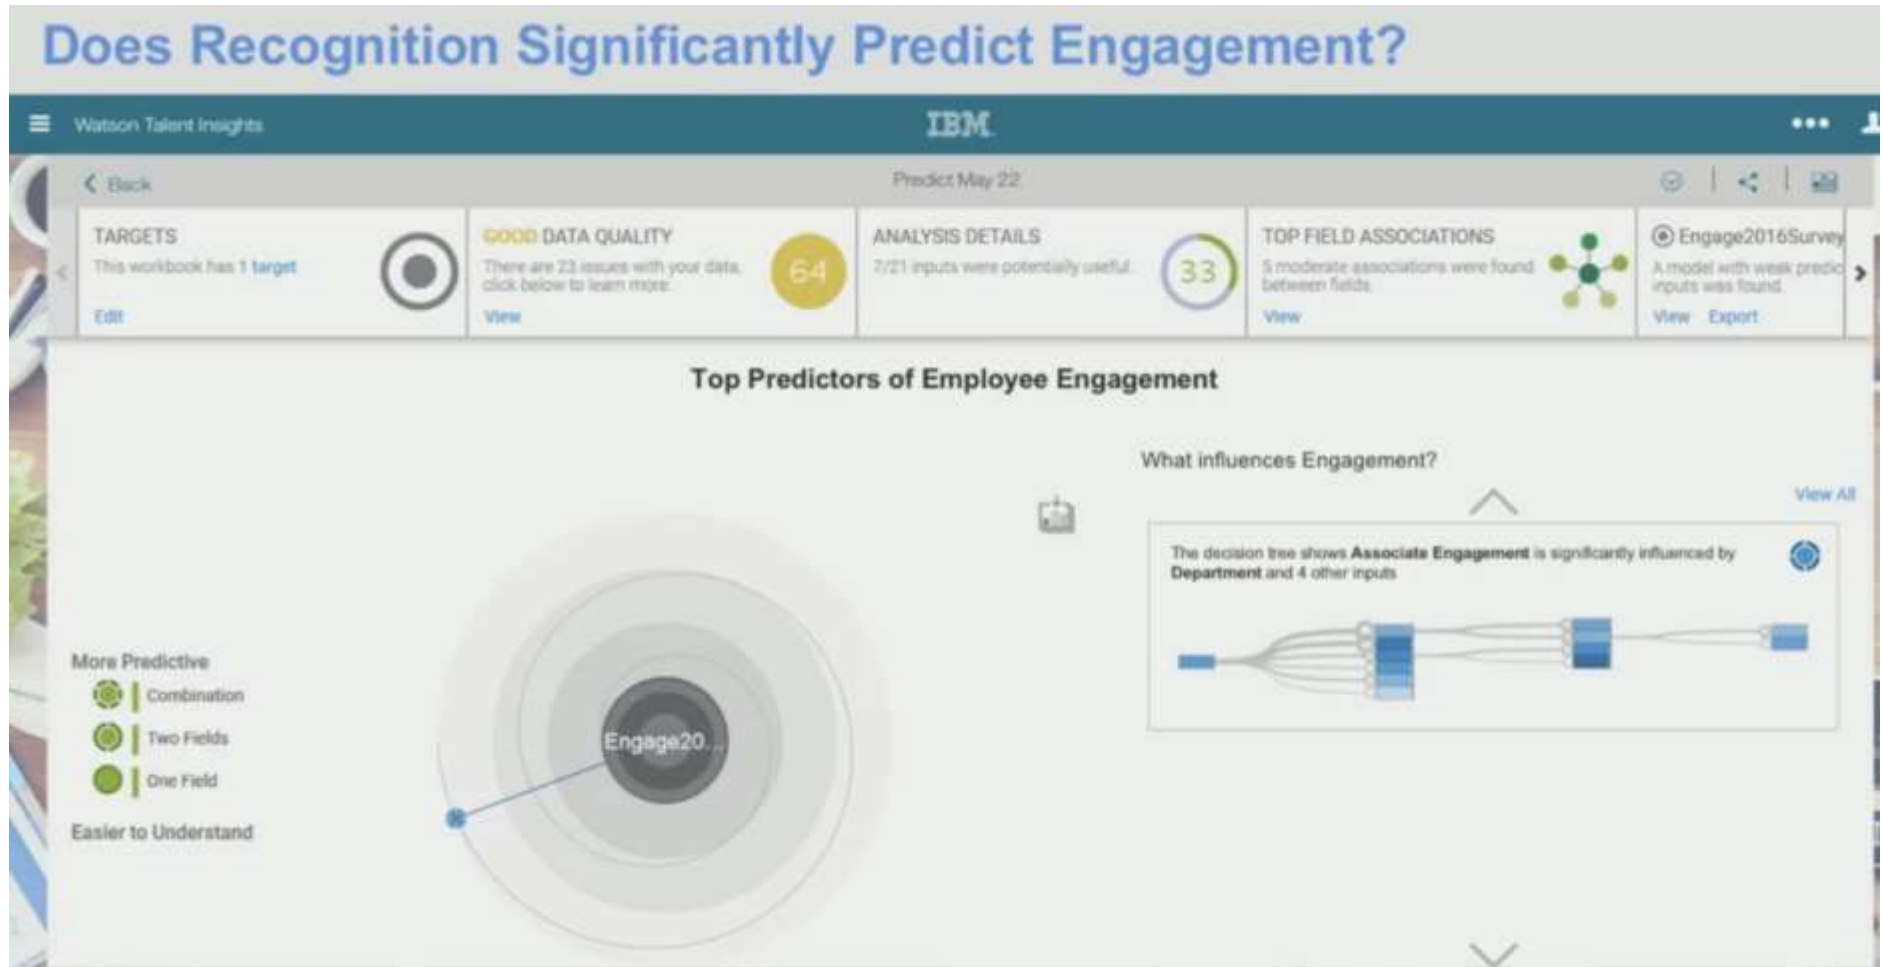 Does Recognition Significantly Predict Engagement?
Watson Talent Insights
IBM
Back
Predict May 22
TARGETS
This workbook has 1 target
Edit
GOOD DATA QUALITY
There are 23 issues with your data,
click below to learn more.
View
64
ANALYSIS DETAILS
7/21 inputs were potentially useful.
33
TOP FIELD ASSOCIATIONS
5 moderate associations were found
between fields.
View
Engage2016Survey
A model with weak predic
inputs was found.
View Export
Top Predictors of Employee Engagement
What influences Engagement?
View All
The decision tree shows Associate Engagement is significantly influenced by
Department and 4 other inputs
Engage20...
More Predictive
Combination
Two Fields
One Field
Easier to Understand